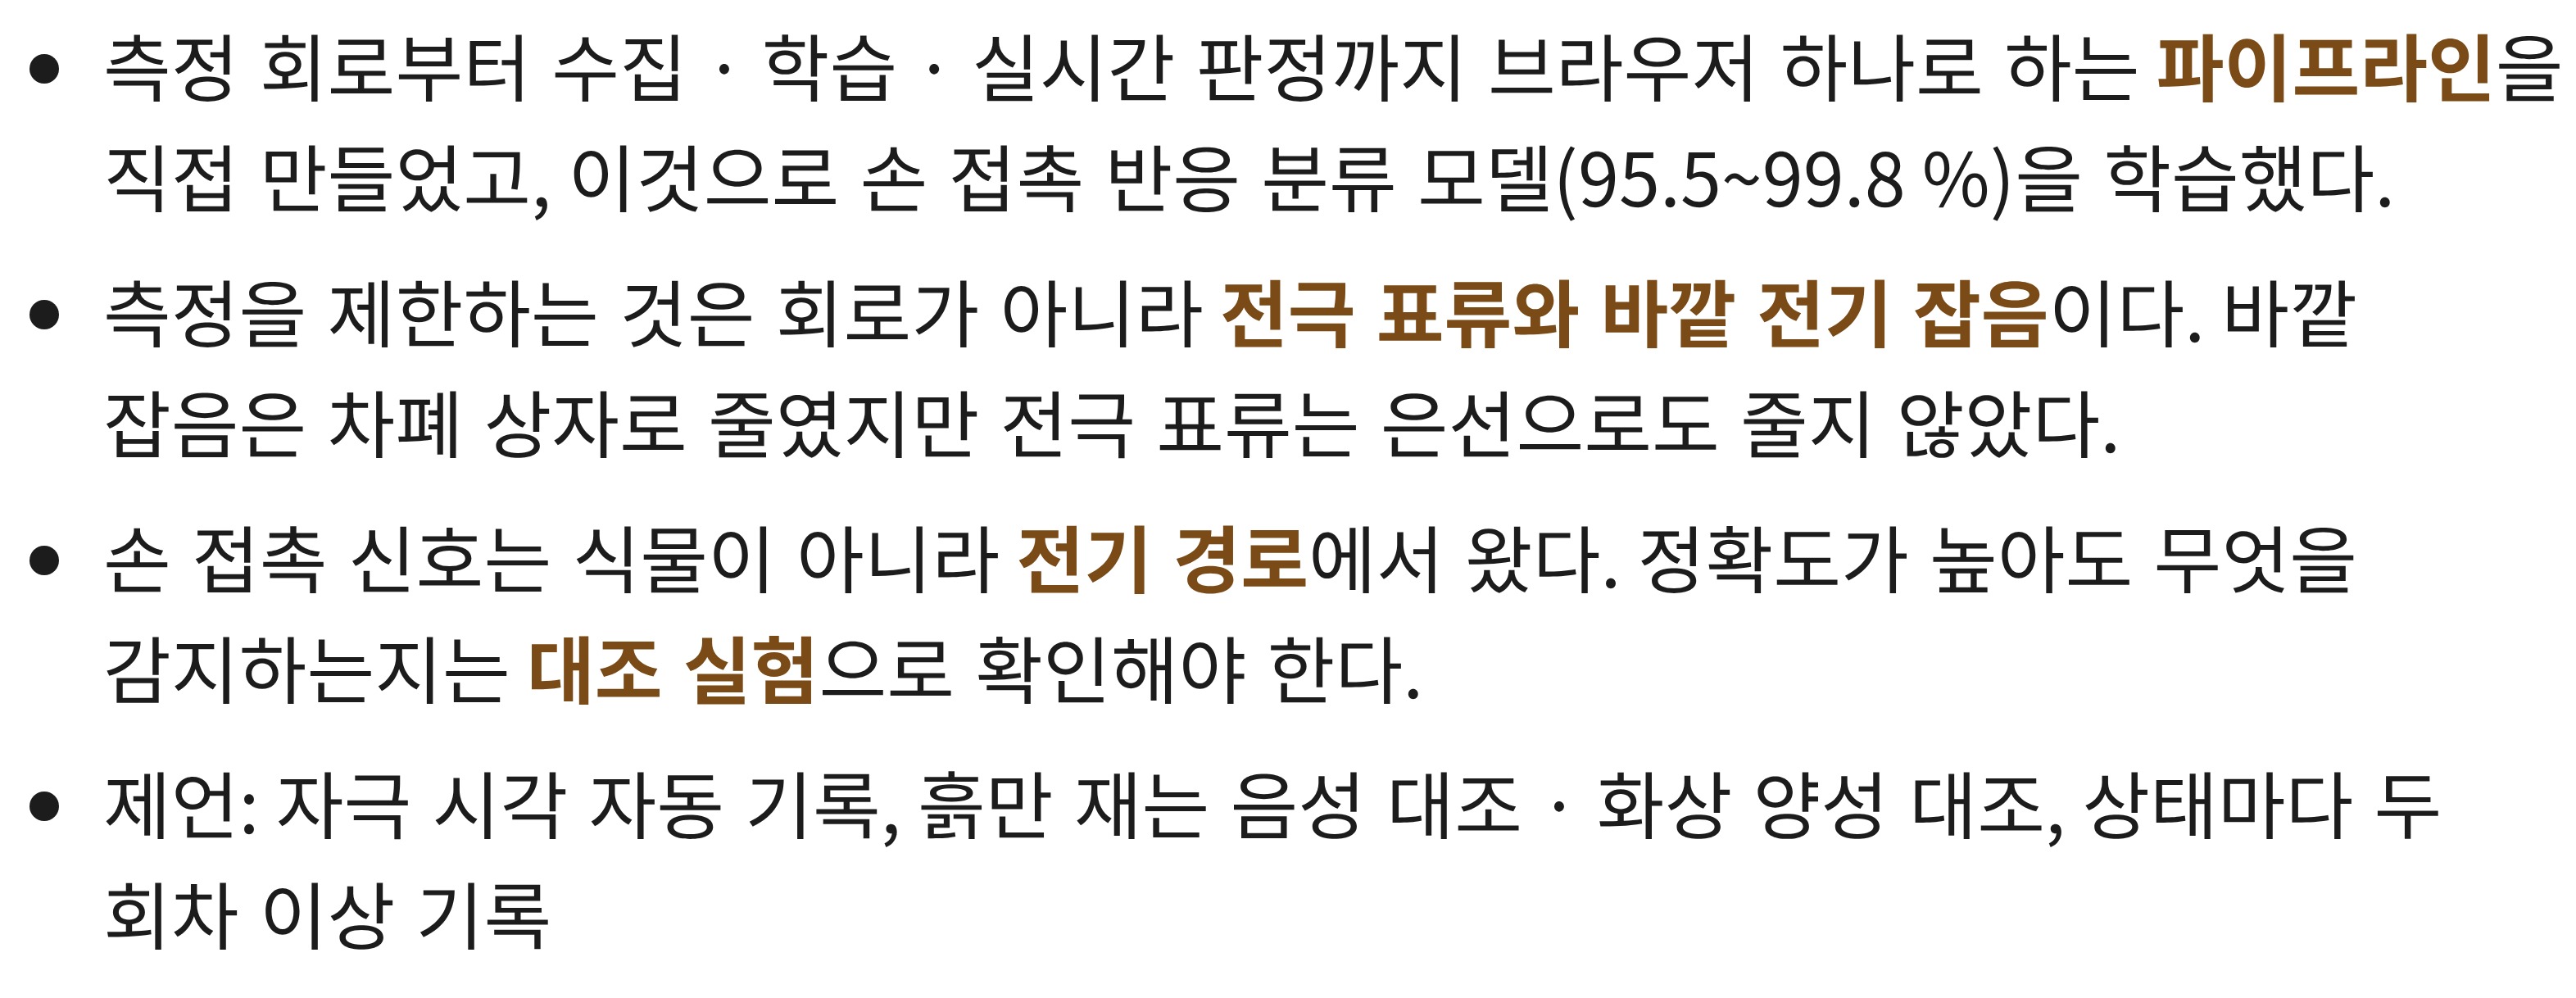 • 측정 회로부터 수집 · 학습 · 실시간 판정까지 브라우저 하나로 하는 파이프라인을
직접 만들었고, 이것으로 손 접촉 반응 분류 모델(95.5~99.8 %)을 학습했다.
• 측정을 제한하는 것은 회로가 아니라 전극 표류와 바깥 전기 잡음이다. 바깥
잡음은 차폐 상자로 줄였지만 전극 표류는 은선으로도 줄지 않았다.
• 손 접촉 신호는 식물이 아니라 전기 경로에서 왔다. 정확도가 높아도 무엇을
감지하는지는 대조 실험으로 확인해야 한다.
• 제언: 자극 시각 자동 기록, 흙만 재는 음성 대조 · 화상 양성 대조, 상태마다 두
회차 이상 기록